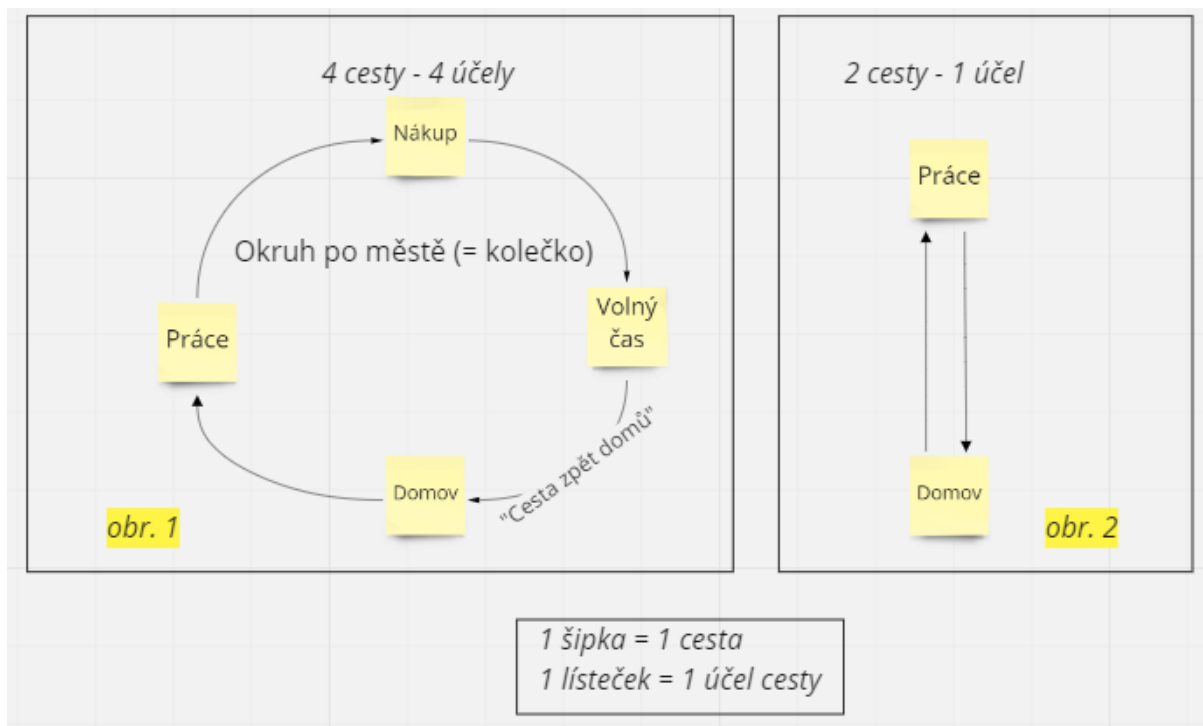 4 cesty - 4 účely
Nákup
Okruh po městě (= kolečko)
Volný
čas
Práce
"Cesta zpět domů"
Domov
obr. 1
2 cesty - 1 účel
Práce
Domov
obr. 2
1 šipka = 1 cesta
1 lísteček = 1 účel cesty